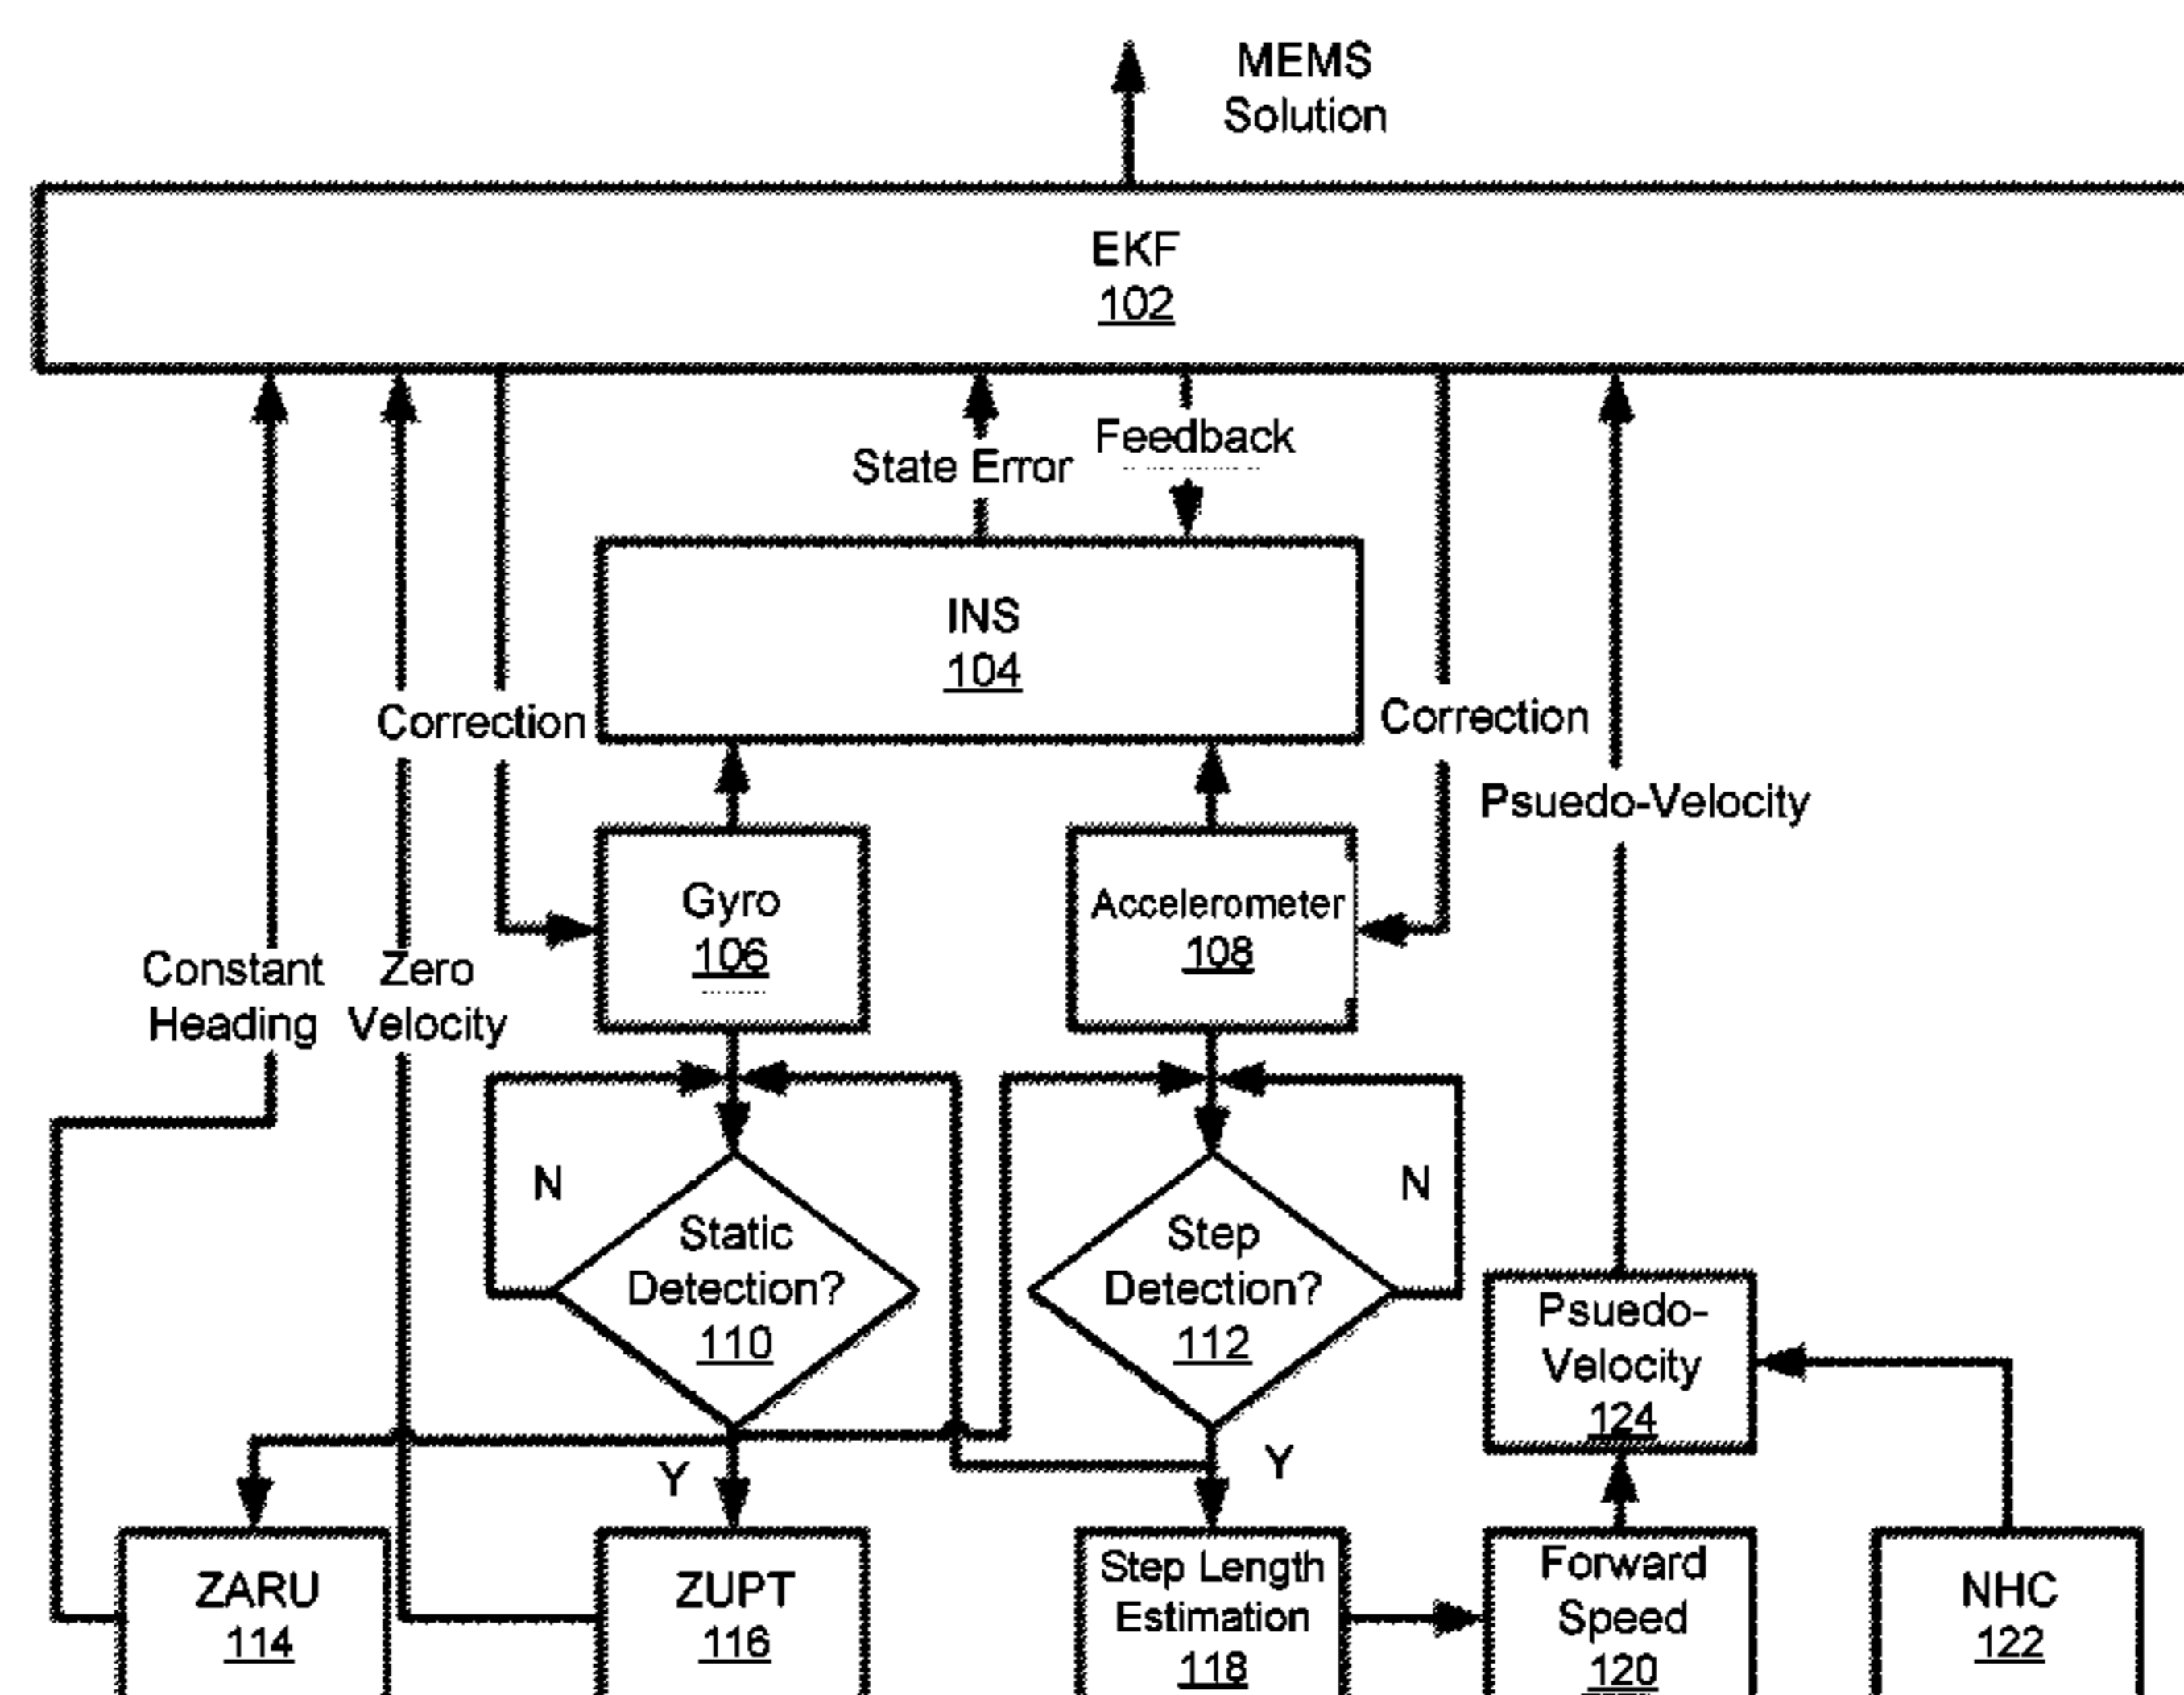 MEMS
Solution
EKF
102
State Error
Feedback
INS
104
Correction
Correction
Psuedo-Velocity
Gyro
106
Accelerometer
108
Constant
Heading
Zero
Velocity
N
Static
Detection?
110
Step
Detection?
112
N
Psuedo-
Velocity
124
Y
Y
ZARU
114
ZUPT
116
Step Length
Estimation
118
Forward
Speed
120
NHC
122